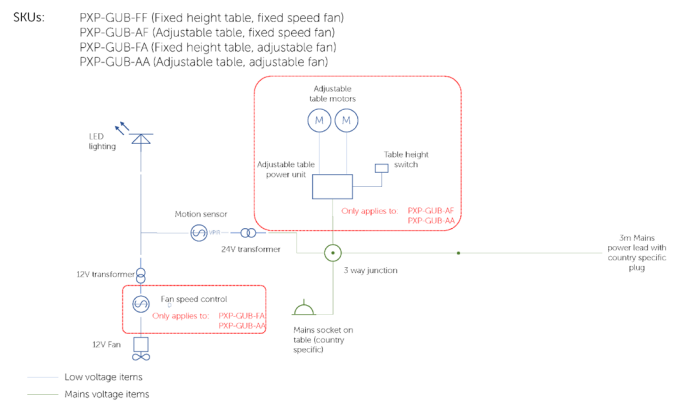 SKUs:
PXP-GUB-FF (Fixed height table, fixed speed fan)
PXP-GUB-AF (Adjustable table, fixed speed fan)
PXP-GUB-FA (Fixed height table, adjustable fan)
PXP-GUB-AA (Adjustable table, adjustable fan)
Adjustable
table motors
M M
LED
lighting
Adjustable table
power unit
Table height
switch
Only applies to: PXP-GUB-AF
PXP-GUB-AA
Motion sensor
24V transformer
3m Mains
power lead with
country specific
plug
3 way junction
12V transformer
Fan speed control
Only applies to: PXP-GUB-FA
PXP-GUB-AA
Mains socket on
table (country
specific)
12V Fan
Low voltage items
Mains voltage items